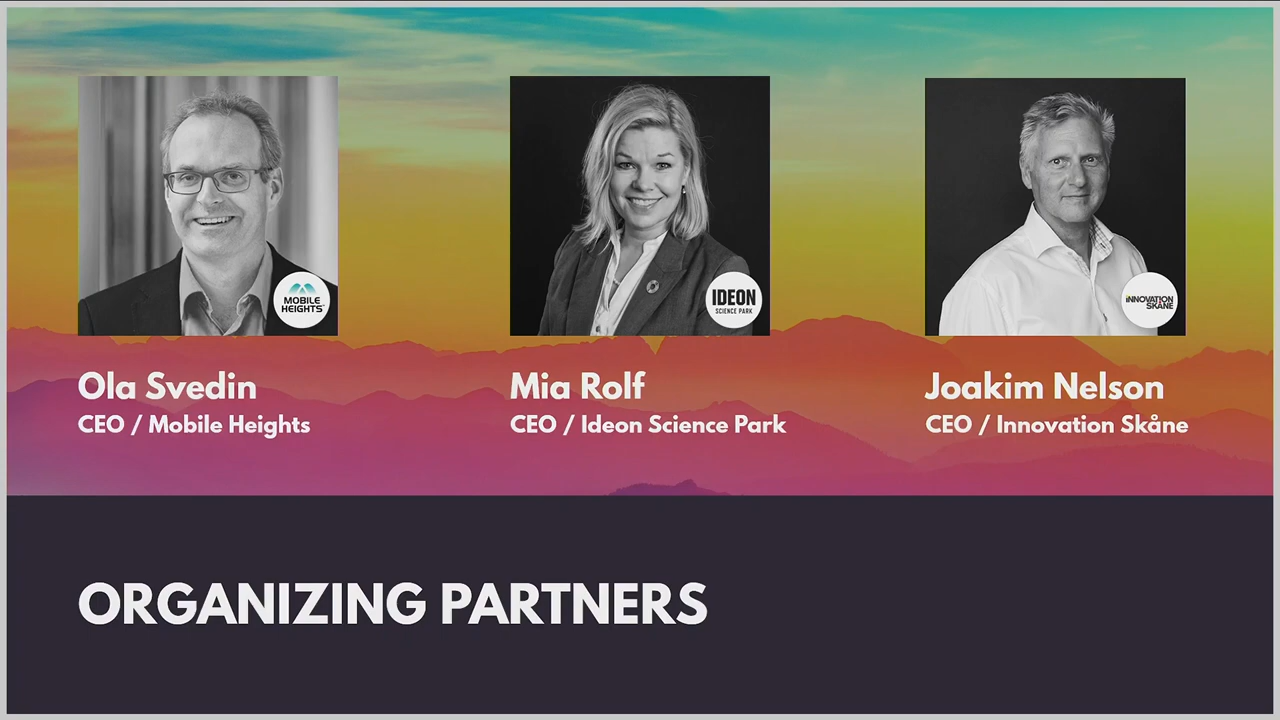 MOBILE
HEIGHTS
IDEON
SCIENCE PARK
INNOVATION
SKÅNE
Ola Svedin
CEO / Mobile Heights
Mia Rolf
CEO / Ideon Science Park
Joakim Nelson
CEO / Innovation Skåne
ORGANIZING PARTNERS